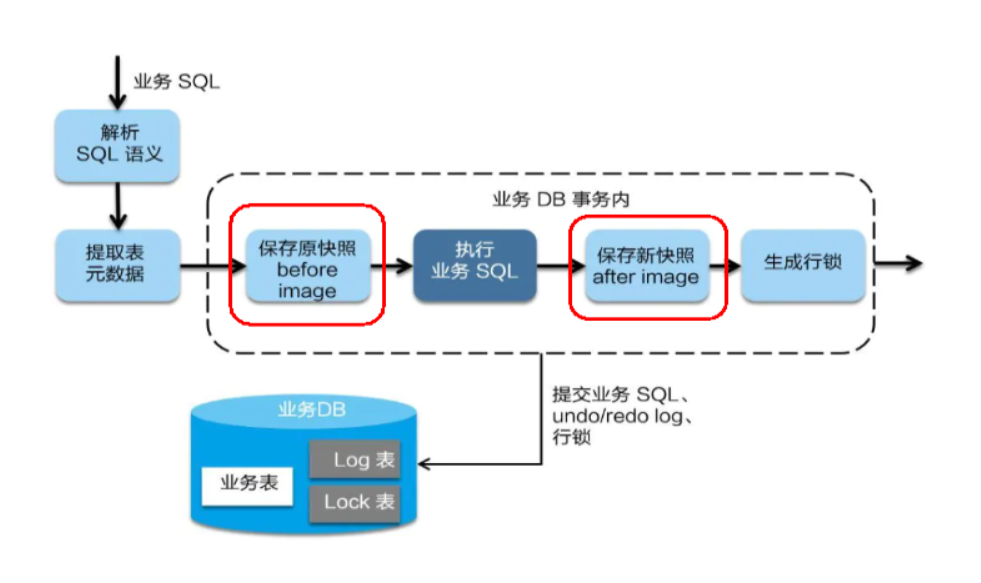 业务 SQL
解析
SQL 语义
提取表
元数据
业务 DB 事务内
保存原快照
before
image
执行
业务 SQL
保存新快照
after image
生成行锁
提交业务 SQL、
undo/redo log、
行锁
业务DB
业务表
Log 表
Lock 表